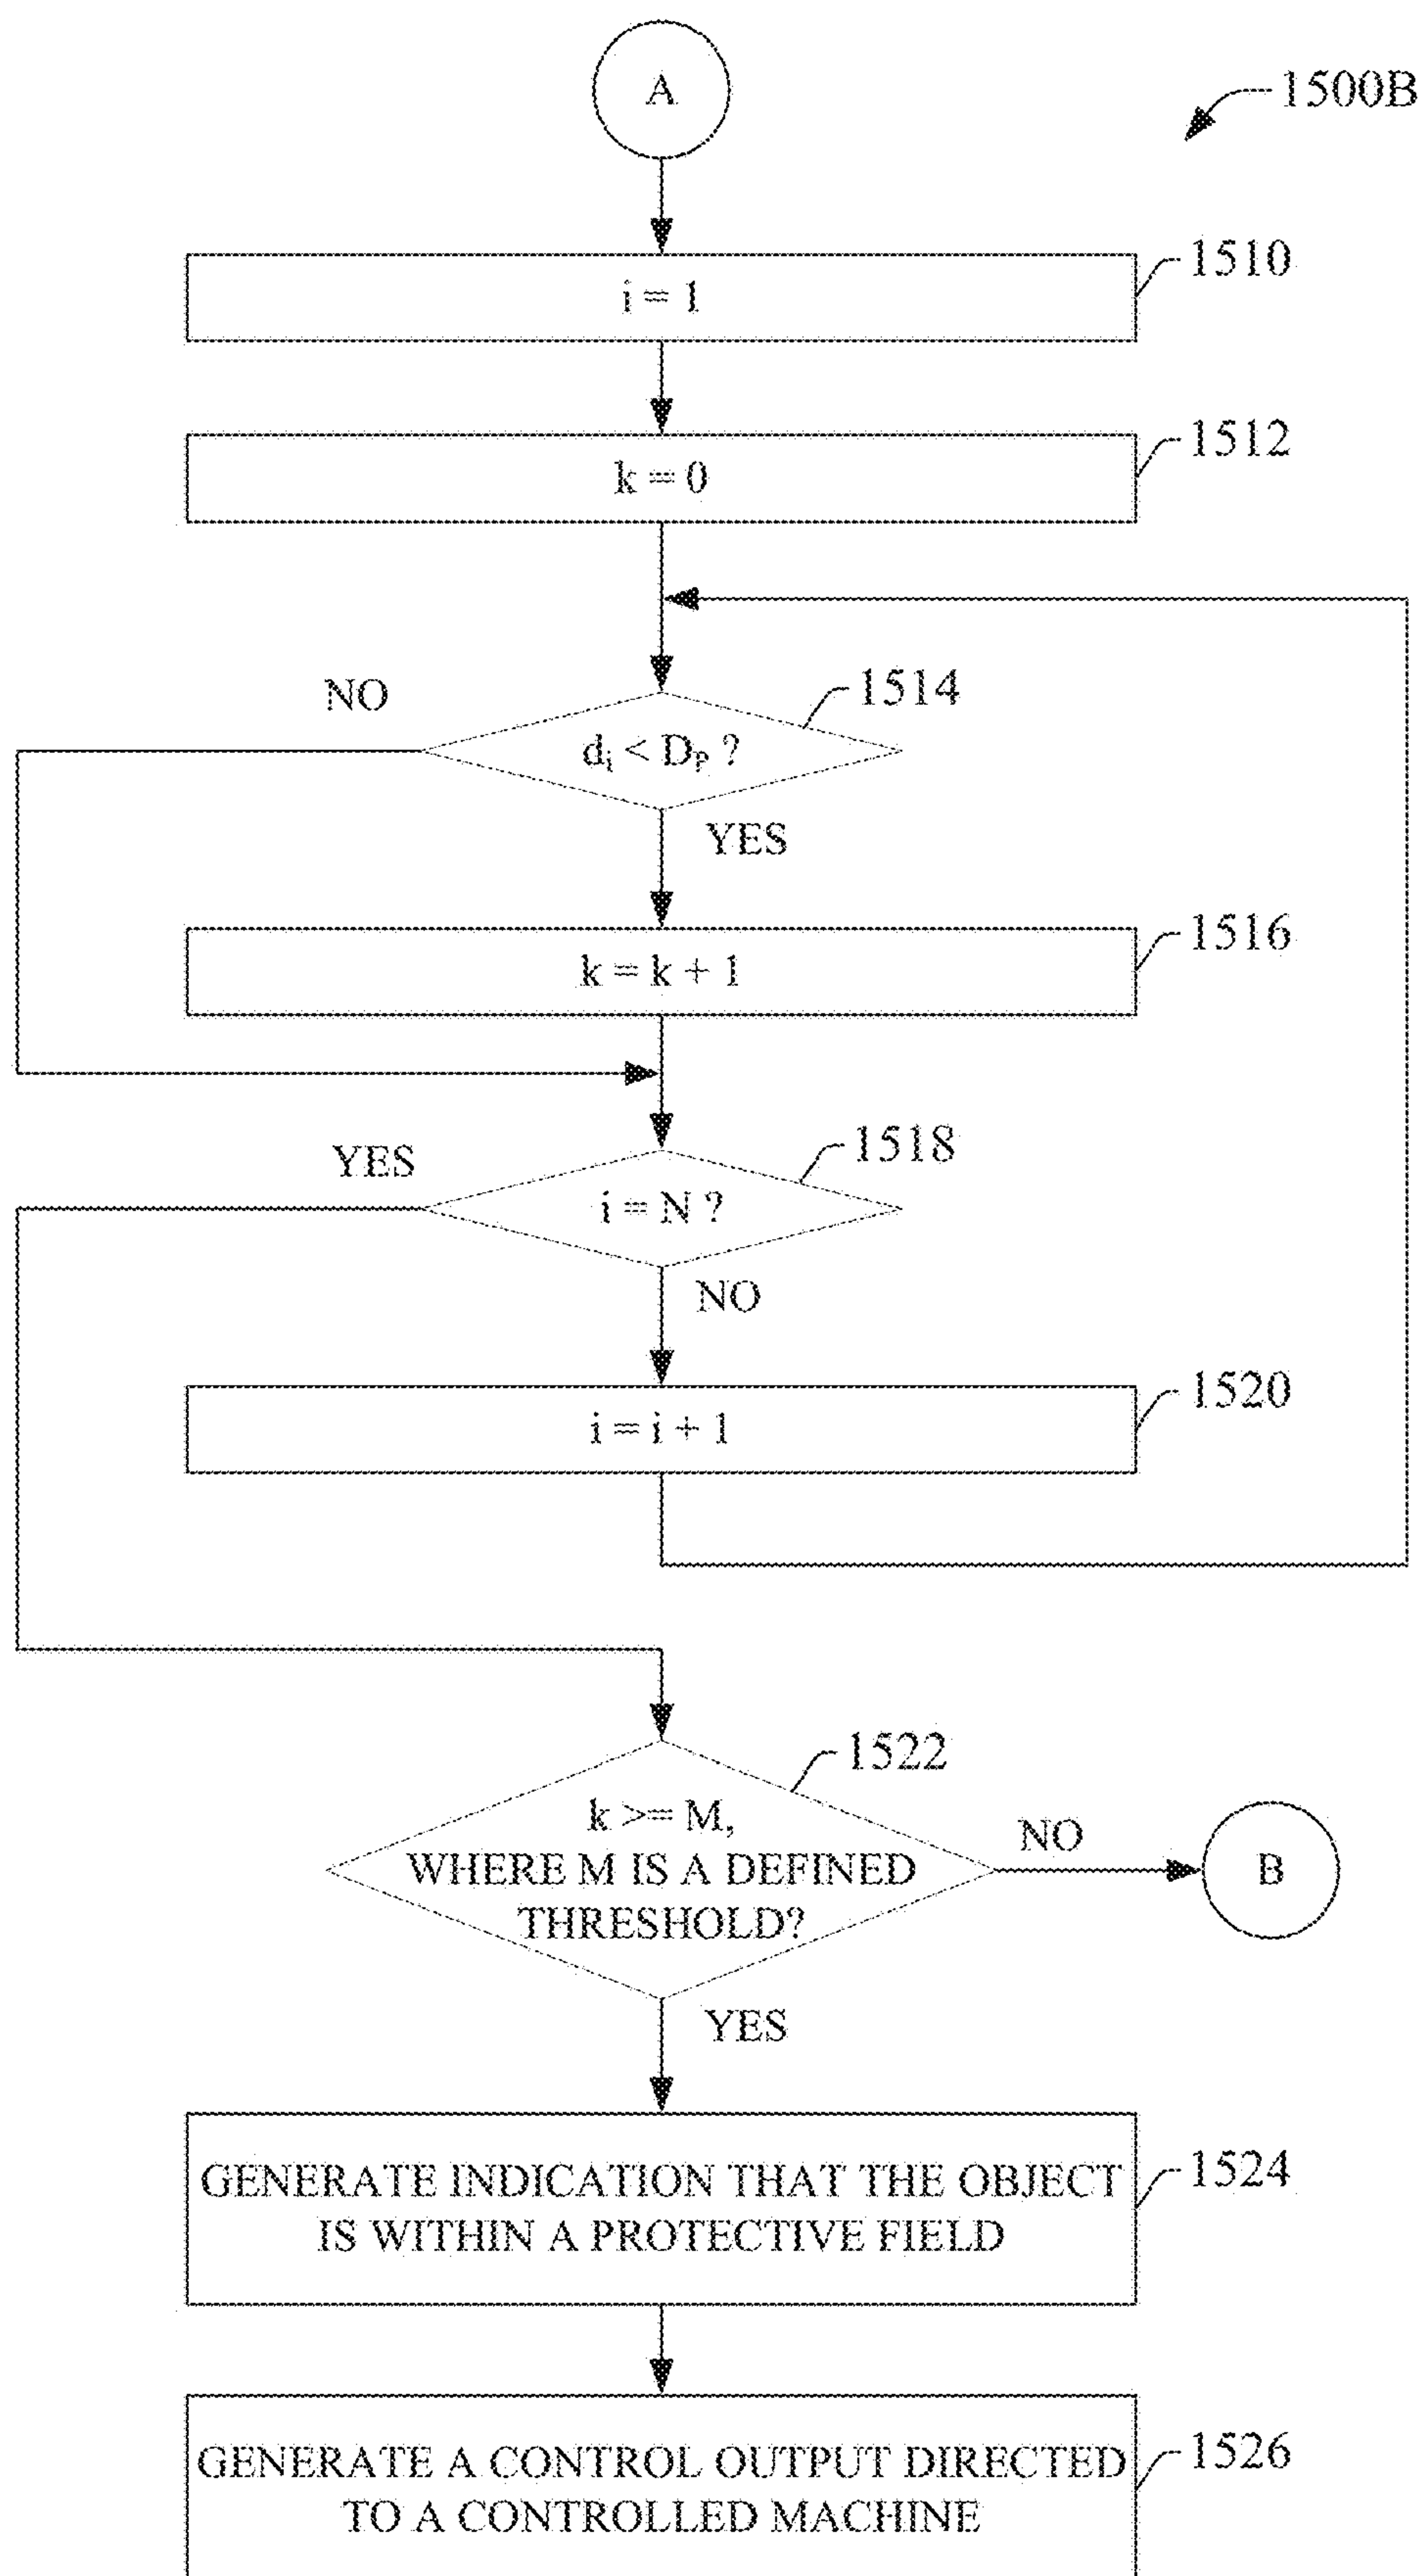 A
1500B
1510
i = 1
1512
k = 0
NO
1514
dᵢ < Dₚ ?
YES
1516
k = k + 1
YES
1518
i = N ?
NO
1520
i = i + 1
1522
k >= M,
WHERE M IS A DEFINED
THRESHOLD?
NO
B
YES
GENERATE INDICATION THAT THE OBJECT
IS WITHIN A PROTECTIVE FIELD
1524
GENERATE A CONTROL OUTPUT DIRECTED
TO A CONTROLLED MACHINE
1526